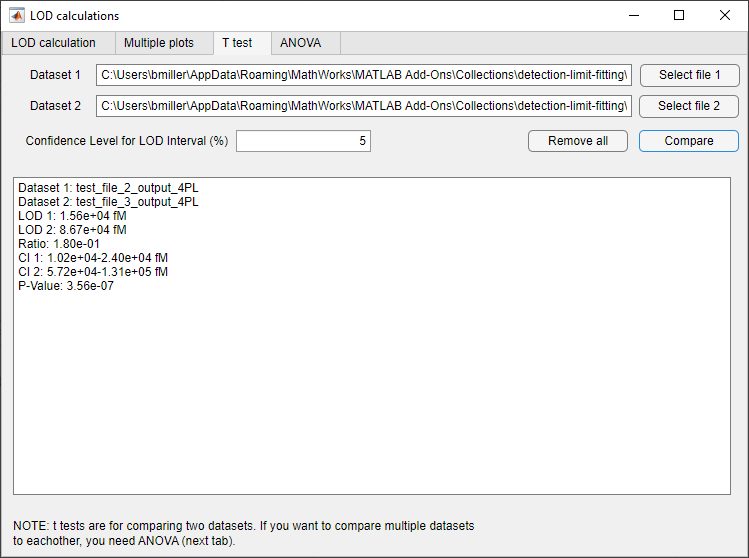 LOD calculations
LOD calculation Multiple plots T test ANOVA
Dataset 1 C:\Users\bmiller\AppData\Roaming\MathWorks\MATLAB Add-Ons\Collections\detection-limit-fitting\ Select file 1
Dataset 2 C:\Users\bmiller\AppData\Roaming\MathWorks\MATLAB Add-Ons\Collections\detection-limit-fitting\ Select file 2
Confidence Level for LOD Interval (%) 5 Remove all Compare
Dataset 1: test_file_2_output_4PL
Dataset 2: test_file_3_output_4PL
LOD 1: 1.56e+04 fM
LOD 2: 8.67e+04 fM
Ratio: 1.80e-01
CI 1: 1.02e+04-2.40e+04 fM
CI 2: 5.72e+04-1.31e+05 fM
P-Value: 3.56e-07
NOTE: t tests are for comparing two datasets. If you want to compare multiple datasets
to eachother, you need ANOVA (next tab).